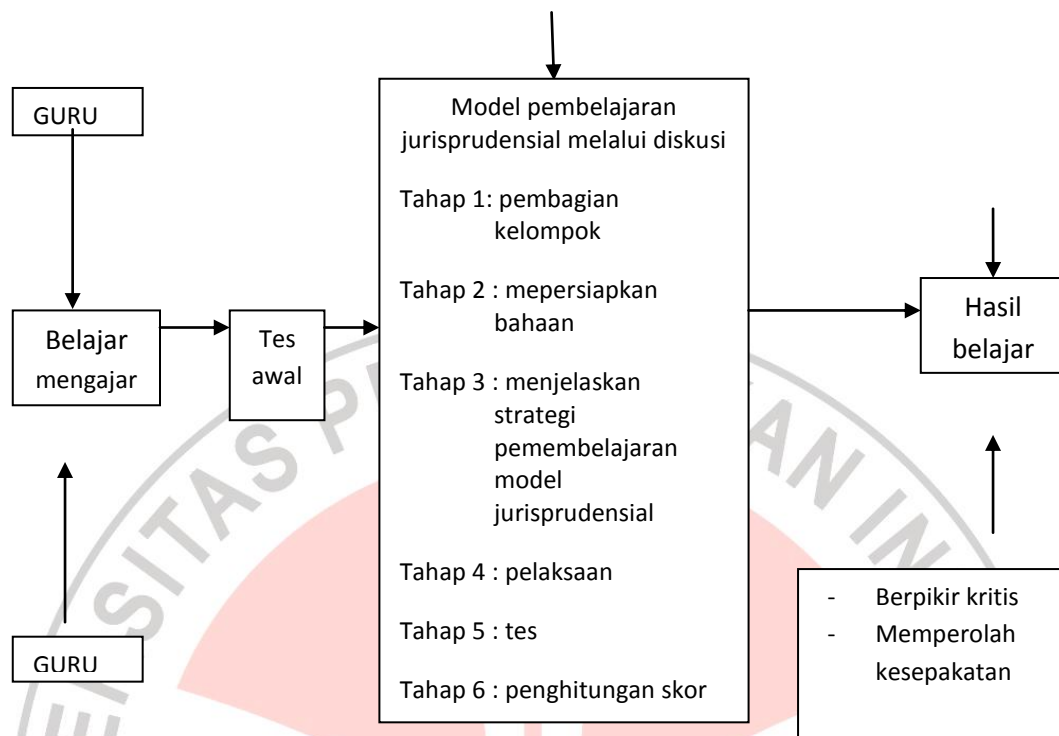 GURU
Belajar
mengajar
GURU
Tes
awal
Model pembelajaran
jurisprudensial melalui diskusi
Tahap 1: pembagian
kelompok
Tahap 2 : mepersiapkan
bahaan
Tahap 3 : menjelaskan
strategi
pemembelajaran
model
jurisprudensial
Tahap 4 : pelaksaan
Tahap 5 : tes
Tahap 6 : penghitungan skor
Hasil
belajar
- Berpikir kritis
- Memperolah
kesepakatan